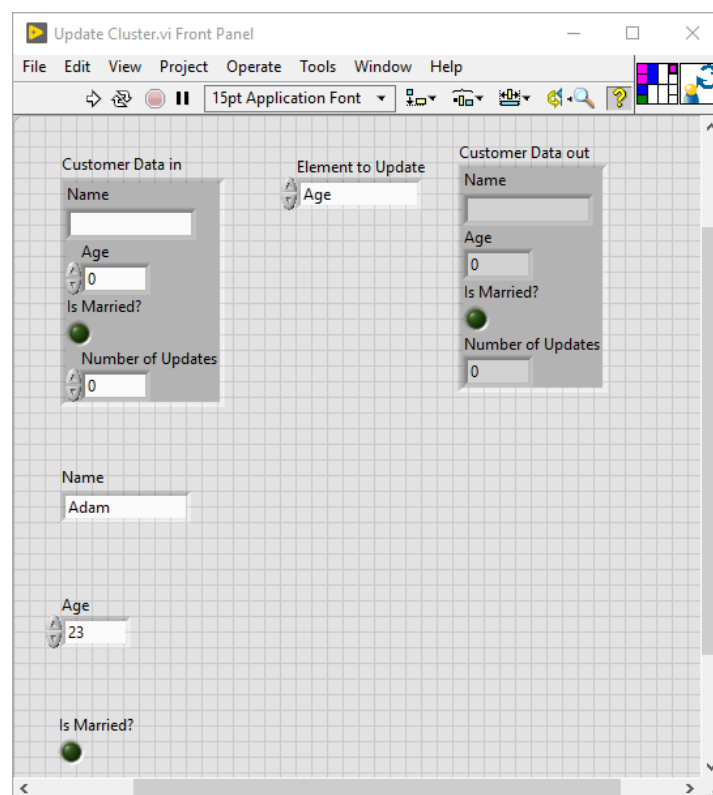 Update Cluster.vi Front Panel
File Edit View Project Operate Tools Window Help
15pt Application Font
?
Customer Data in
Name
Age
0
Is Married?
Number of Updates
0
Element to Update
Age
Customer Data out
Name
Age
0
Is Married?
Number of Updates
0
Name
Adam
Age
23
Is Married?